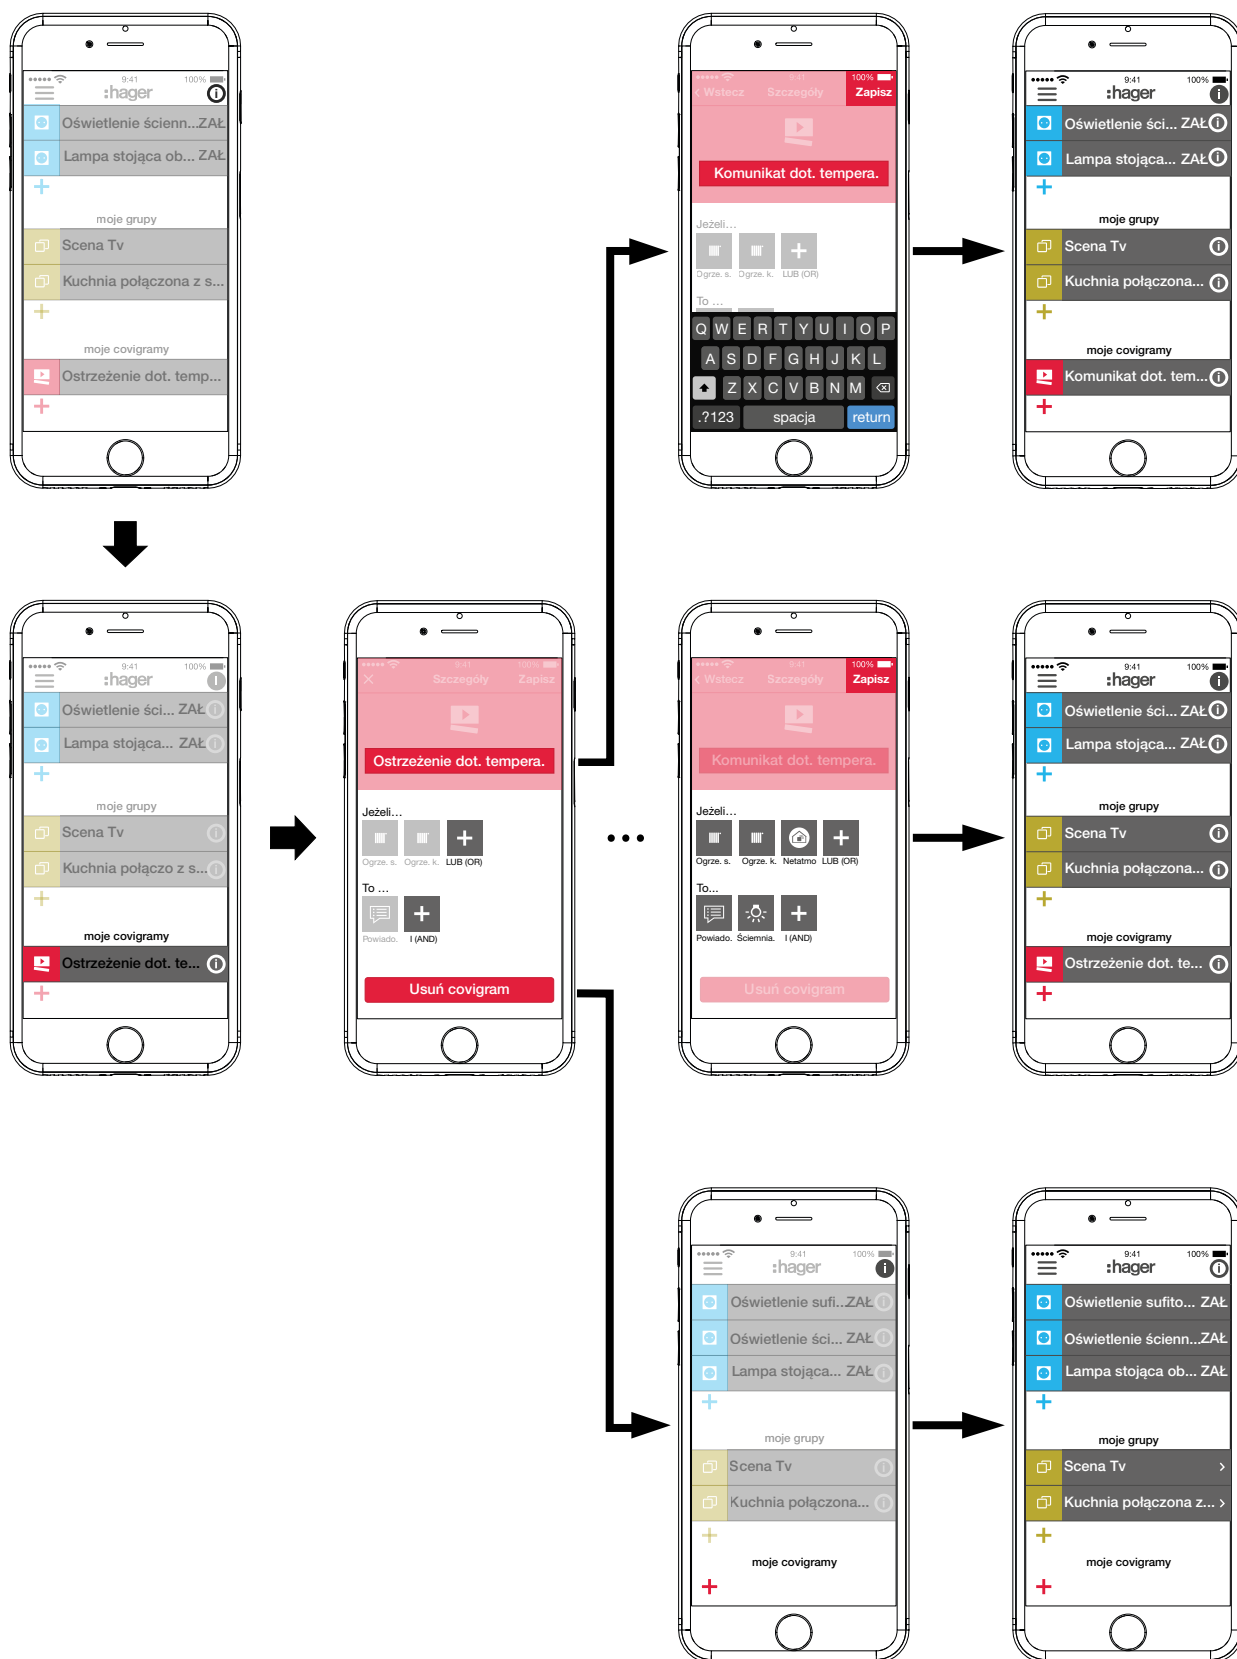 9:41 100%
:hager
Oświetlenie ścienn...ZAŁ
Lampa stojąca ob... ZAŁ
moje grupy
Scena Tv
Kuchnia połączona z s...
moje covigramy
Ostrzeżenie dot. temp...
9:41 100%
< Wstecz Szczegóły Zapisz
Komunikat dot. tempera.
Jeżeli...
Ogrze. s. Ogrze. k. LUB (OR)
To ...
Q W E R T Y U I O P
A S D F G H J K L
Z X C V B N M
.?123 spacja return
9:41 100%
:hager
Oświetlenie ści... ZAŁ
Lampa stojąca... ZAŁ
moje grupy
Scena Tv
Kuchnia połączona...
moje covigramy
Komunikat dot. tem...
9:41 100%
:hager
Oświetlenie ści... ZAŁ
Lampa stojąca... ZAŁ
moje grupy
Scena Tv
Kuchnia połączo z s...
moje covigramy
Ostrzeżenie dot. te...
9:41 100%
Szczegóły Zapisz
Ostrzeżenie dot. tempera.
Jeżeli...
Ogrze. s. Ogrze. k. LUB (OR)
To ...
Powiado. I (AND)
Usuń covigram
...
9:41 100%
< Wstecz Szczegóły Zapisz
Komunikat dot. tempera.
Jeżeli...
Ogrze. s. Ogrze. k. Netatmo LUB (OR)
To...
Powiado. Ściemnia. I (AND)
Usuń covigram
9:41 100%
:hager
Oświetlenie ści... ZAŁ
Lampa stojąca... ZAŁ
moje grupy
Scena Tv
Kuchnia połączona...
moje covigramy
Ostrzeżenie dot. te...
9:41 100%
:hager
Oświetlenie sufi...ZAŁ
Oświetlenie ści... ZAŁ
Lampa stojąca... ZAŁ
moje grupy
Scena Tv
Kuchnia połączona...
moje covigramy
9:41 100%
:hager
Oświetlenie sufito... ZAŁ
Oświetlenie ścienn...ZAŁ
Lampa stojąca ob... ZAŁ
moje grupy
Scena Tv >
Kuchnia połączona z... >
moje covigramy